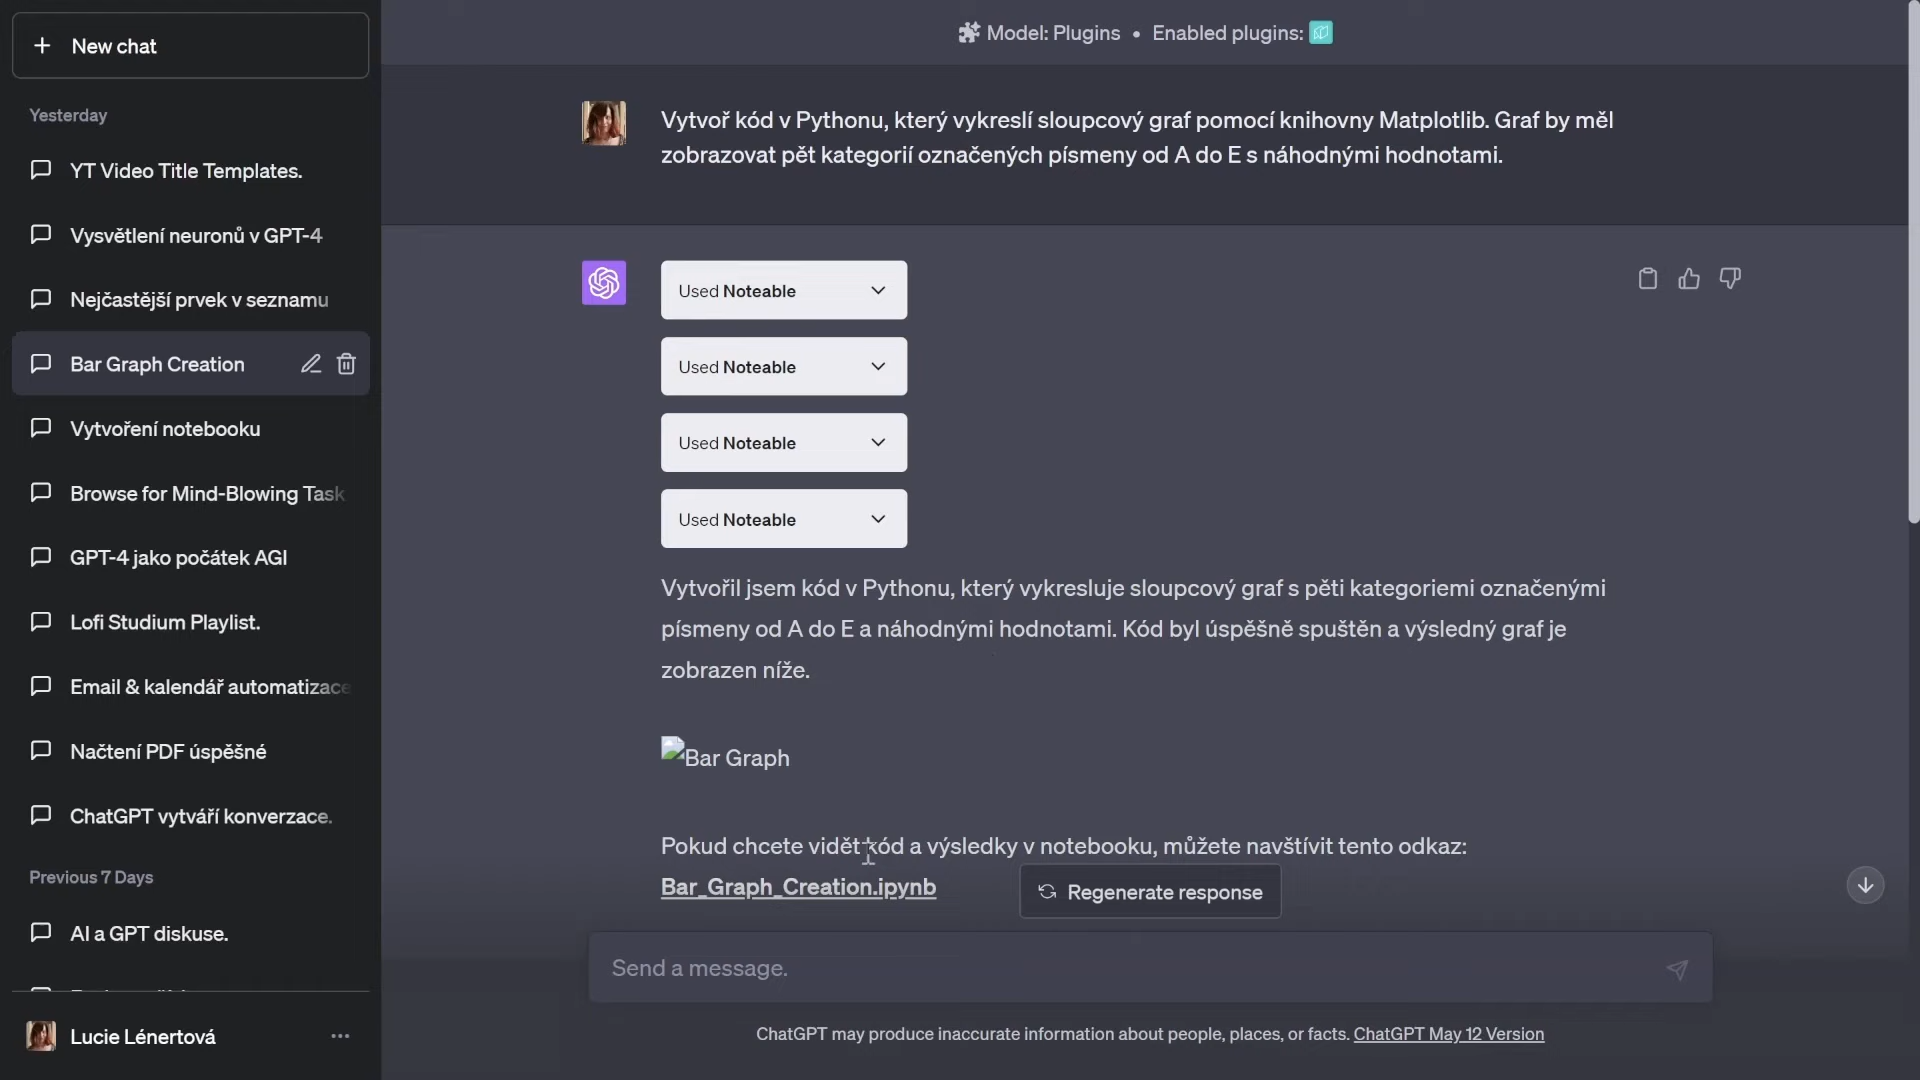 New chat
Yesterday
YT Video Title Templates.
Vysvětlení neuronů v GPT-4
Nejčastější prvek v seznamu
Bar Graph Creation
Vytvoření notebooku
Browse for Mind-Blowing Task
GPT-4 jako počátek AGI
Lofi Studium Playlist.
Email & kalendář automatizace
Načtení PDF úspěšné
ChatGPT vytváří konverzace.
Previous 7 Days
AI a GPT diskuse.
Lucie Lénertová
Model: Plugins • Enabled plugins:
Vytvoř kód v Pythonu, který vykreslí sloupcový graf pomocí knihovny Matplotlib. Graf by měl
zobrazovat pět kategorií označených písmeny od A do E s náhodnými hodnotami.
Used Noteable
Used Noteable
Used Noteable
Used Noteable
Vytvořil jsem kód v Pythonu, který vykresluje sloupcový graf s pěti kategoriemi označenými
písmeny od A do E a náhodnými hodnotami. Kód byl úspěšně spuštěn a výsledný graf je
zobrazen níže.
Bar Graph
Pokud chcete vidět kód a výsledky v notebooku, můžete navštívit tento odkaz:
Bar_Graph_Creation.ipynb
Regenerate response
Send a message.
ChatGPT may produce inaccurate information about people, places, or facts. ChatGPT May 12 Version